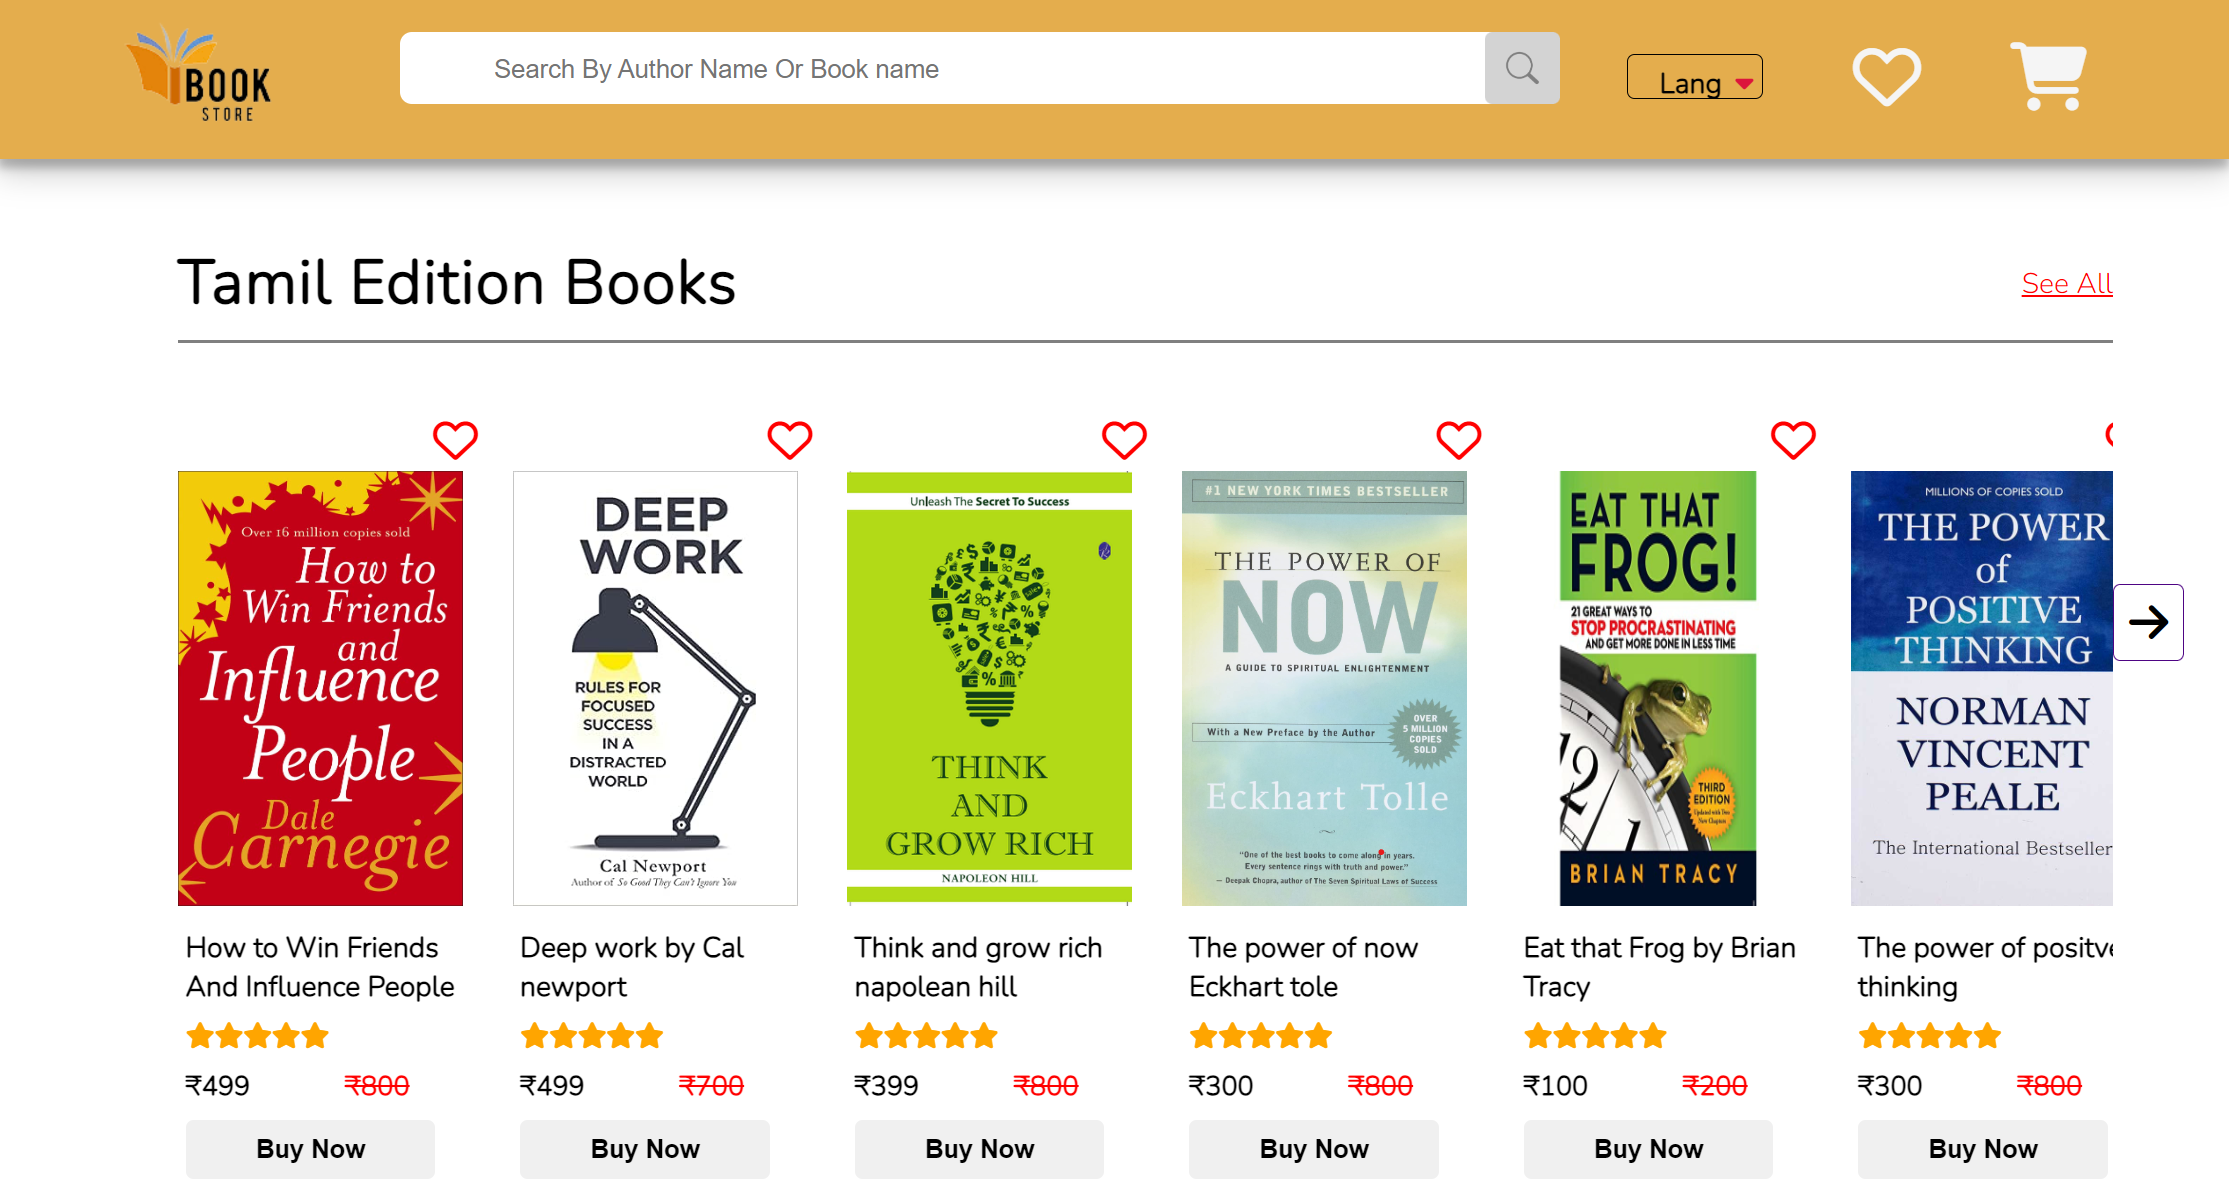 BOOK
STORE
Search By Author Name Or Book name
Lang
Tamil Edition Books
See All
Over 16 million copies sold
How to
Win Friends
and
Influence
People
Dale
Carnegie
DEEP
WORK
RULES FOR
FOCUSED
SUCCESS
IN A
DISTRACTED
WORLD
Cal Newport
Author of So Good They Can't Ignore You
Unleash The Secret To Success
THINK
AND
GROW RICH
NAPOLEON HILL
#1 NEW YORK TIMES BESTSELLER
THE POWER OF
NOW
A GUIDE TO SPIRITUAL ENLIGHTENMENT
With a New Preface by the Author
OVER
5 MILLION
COPIES
SOLD
Eckhart Tolle
"One of the best books to come along in years.
Every sentence rings with truth and power."
— Deepak Chopra, author of The Seven Spiritual Laws of Success
EAT THAT
FROG!
21 GREAT WAYS TO
STOP PROCRASTINATING
AND GET MORE DONE IN LESS TIME
12
1
THIRD
EDITION
Updated with Two
New Chapters
BRIAN TRACY
MILLIONS OF COPIES SOLD
THE POWER
of
POSITIVE
THINKING
NORMAN
VINCENT
PEALE
The International Bestseller
How to Win Friends
And Influence People
₹499 ₹800
Buy Now
Deep work by Cal
newport
₹499 ₹700
Buy Now
Think and grow rich
napolean hill
₹399 ₹800
Buy Now
The power of now
Eckhart tole
₹300 ₹800
Buy Now
Eat that Frog by Brian
Tracy
₹100 ₹200
Buy Now
The power of positve
thinking
₹300 ₹800
Buy Now